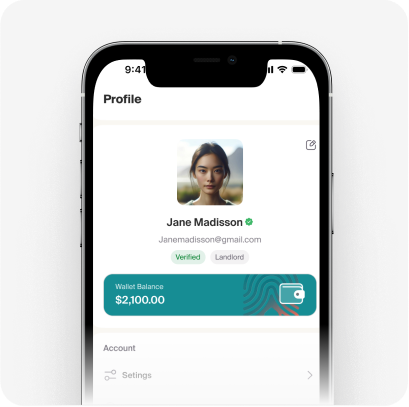 9:41
Profile
Jane Madisson
Janemadisson@gmail.com
Verified Landlord
Wallet Balance
$2,100.00
Account
Setings